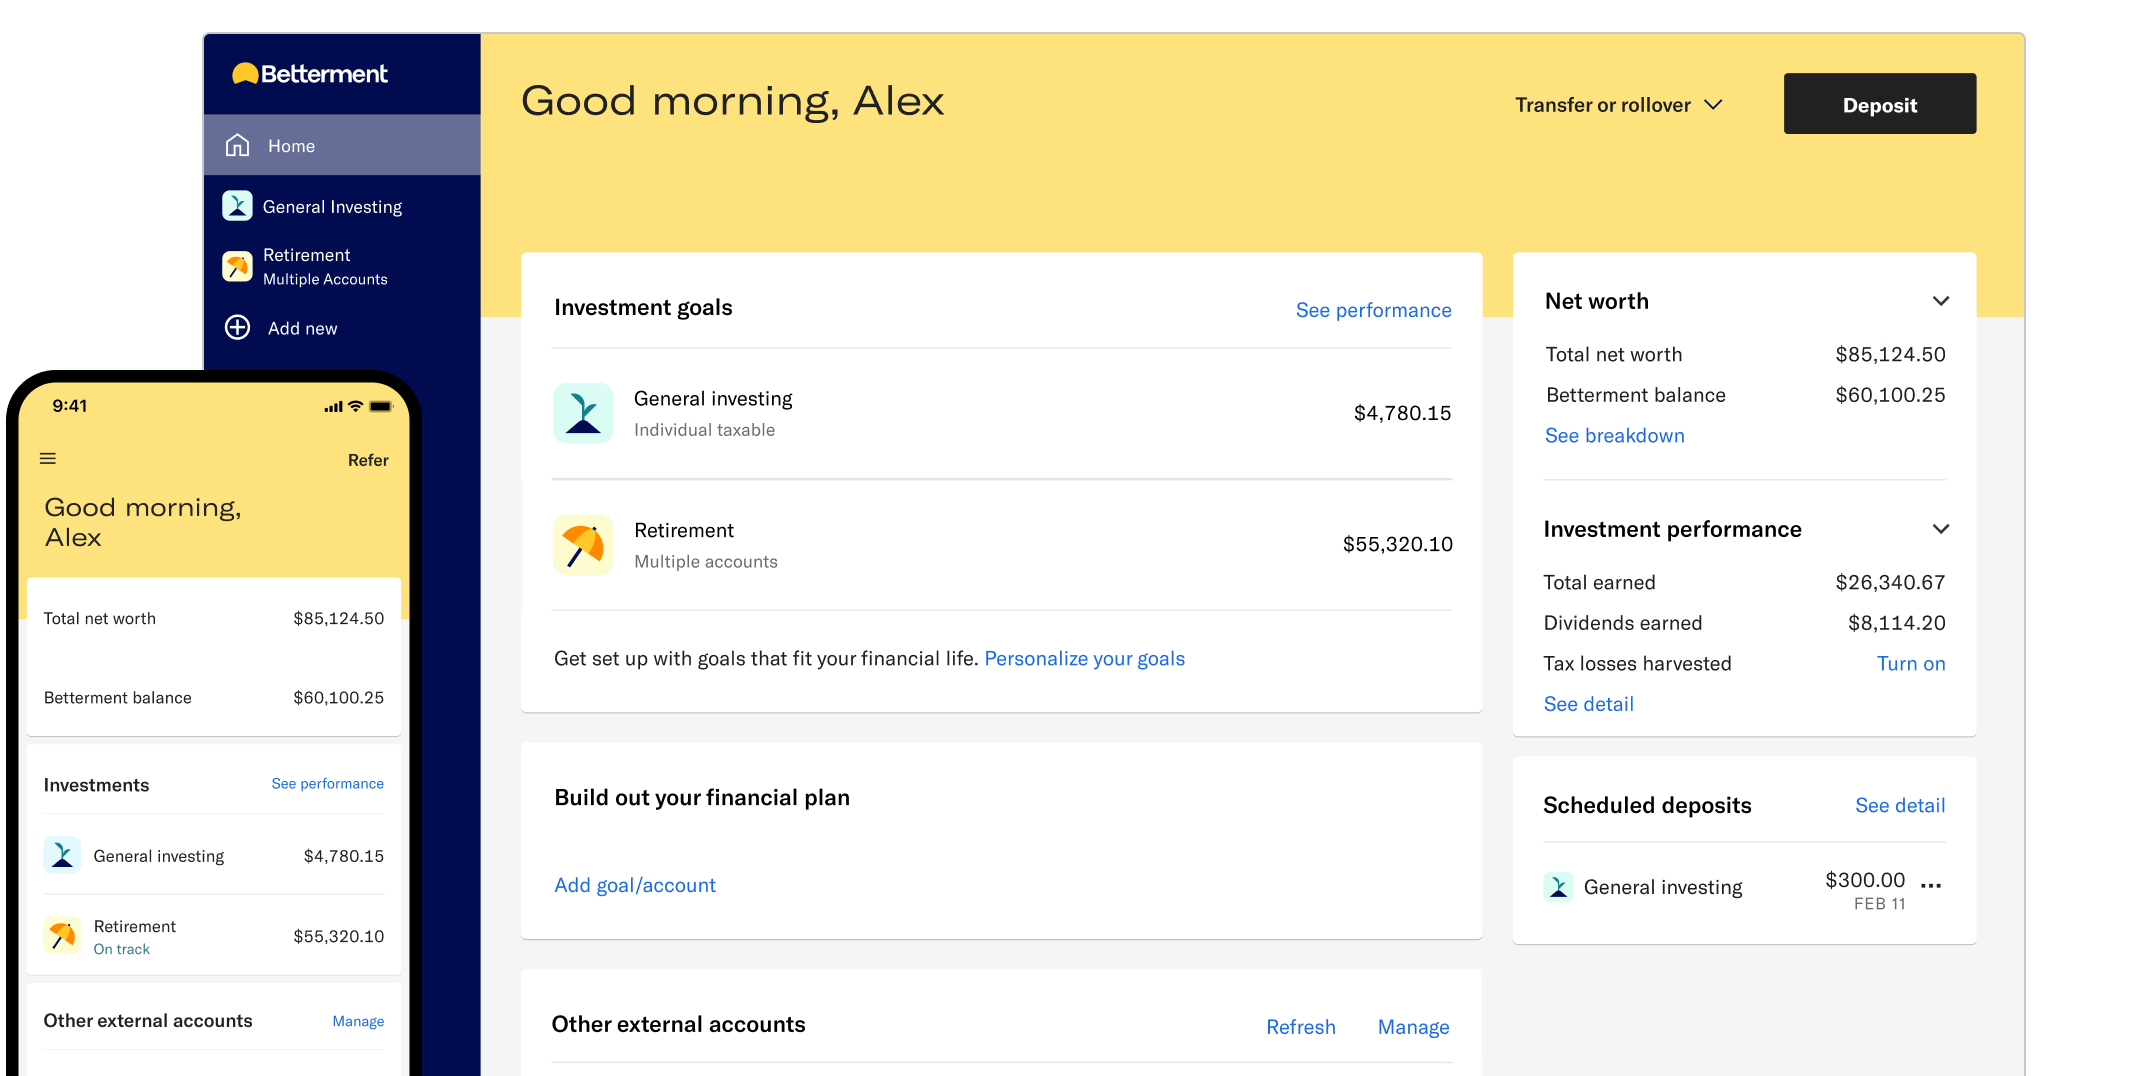 Betterment
Home
General Investing
Retirement
Multiple Accounts
Add new
Good morning, Alex
Transfer or rollover
Deposit
Investment goals
See performance
General investing
Individual taxable
$4,780.15
Retirement
Multiple accounts
$55,320.10
Get set up with goals that fit your financial life. Personalize your goals
Build out your financial plan
Add goal/account
Other external accounts
Refresh
Manage
Net worth
Total net worth $85,124.50
Betterment balance $60,100.25
See breakdown
Investment performance
Total earned $26,340.67
Dividends earned $8,114.20
Tax losses harvested Turn on
See detail
Scheduled deposits See detail
General investing $300.00 ...
FEB 11
9:41
Refer
Good morning,
Alex
Total net worth $85,124.50
Betterment balance $60,100.25
Investments See performance
General investing $4,780.15
Retirement
On track
$55,320.10
Other external accounts Manage